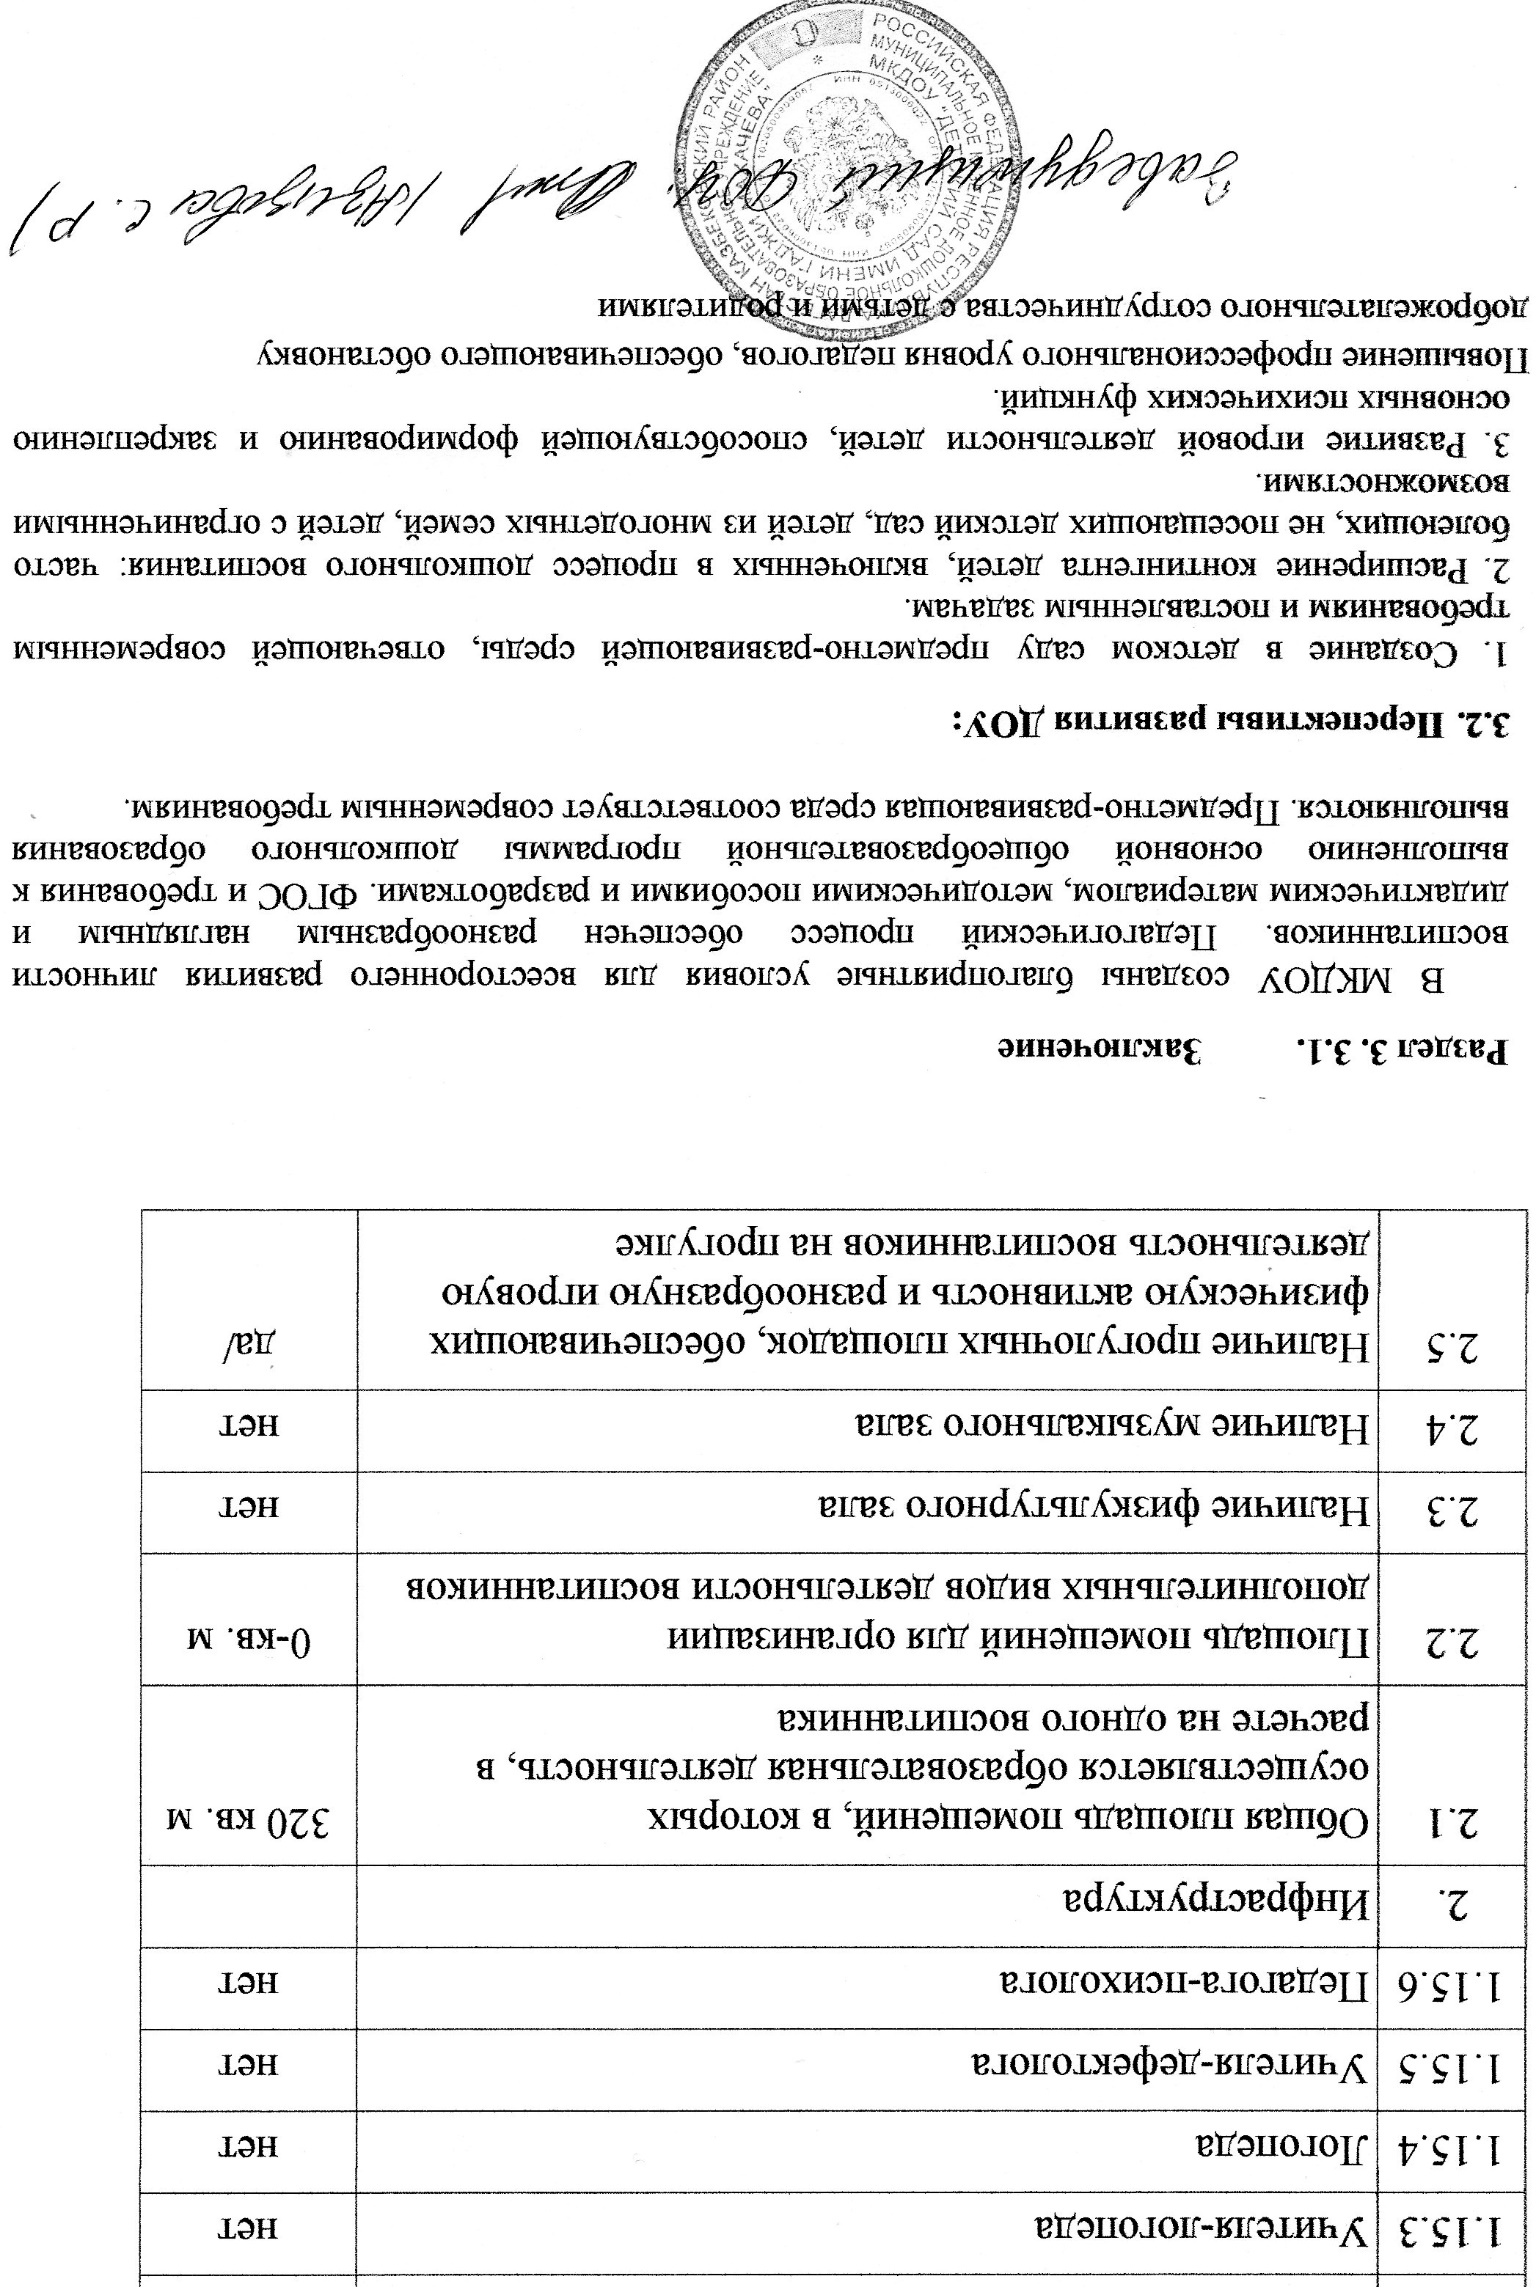 1.15.3 Учителя-логопеда нет
1.15.4 Логопеда нет
1.15.5 Учителя-дефектолога нет
1.15.6 Педагога-психолога нет
2. Инфраструктура
2.1 Общая площадь помещений, в которых
осуществляется образовательная деятельность, в
расчете на одного воспитанника
320 кв. м
2.2 Площадь помещений для организации
дополнительных видов деятельности воспитанников
0-кв. м
2.3 Наличие физкультурного зала нет
2.4 Наличие музыкального зала нет
2.5 Наличие прогулочных площадок, обеспечивающих
физическую активность и разнообразную игровую
деятельность воспитанников на прогулке
да/
Раздел 3. 3.1. Заключение
В МКДОУ созданы благоприятные условия для всестороннего развития личности
воспитанников. Педагогический процесс обеспечен разнообразным наглядным и
дидактическим материалом, методическими пособиями и разработками. ФГОС и требования к
выполнению основной общеобразовательной программы дошкольного образования
выполняются. Предметно-развивающая среда соответствует современным требованиям.
3.2. Перспективы развития ДОУ:
1. Создание в детском саду предметно-развивающей среды, отвечающей современным
требованиям и поставленным задачам.
2. Расширение контингента детей, включенных в процесс дошкольного воспитания: часто
болеющих, не посещающих детский сад, детей из многодетных семей, детей с ограниченными
возможностями.
3. Развитие игровой деятельности детей, способствующей формированию и закреплению
основных психических функций.
Повышение профессионального уровня педагогов, обеспечивающего обстановку
доброжелательного сотрудничества с детьми и родителями
Заведующий ДОУ.
РОССИЙСКАЯ ФЕДЕРАЦИЯ КАЗБЕКОВСКИЙ РАЙОН
МУНИЦИПАЛЬНОЕ ДОШКОЛЬНОЕ ОБРАЗОВАТЕЛЬНОЕ УЧРЕЖДЕНИЕ
МКДОУ "ДЕТСКИЙ САД ИМЕНИ ГАДЖИ